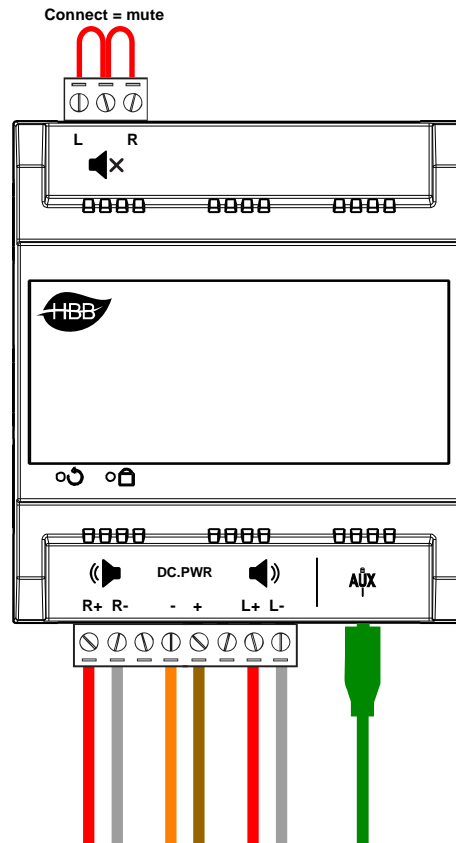 Connect = mute
L R
HBB
DC.PWR
AUX
R+ R- - + L+ L-